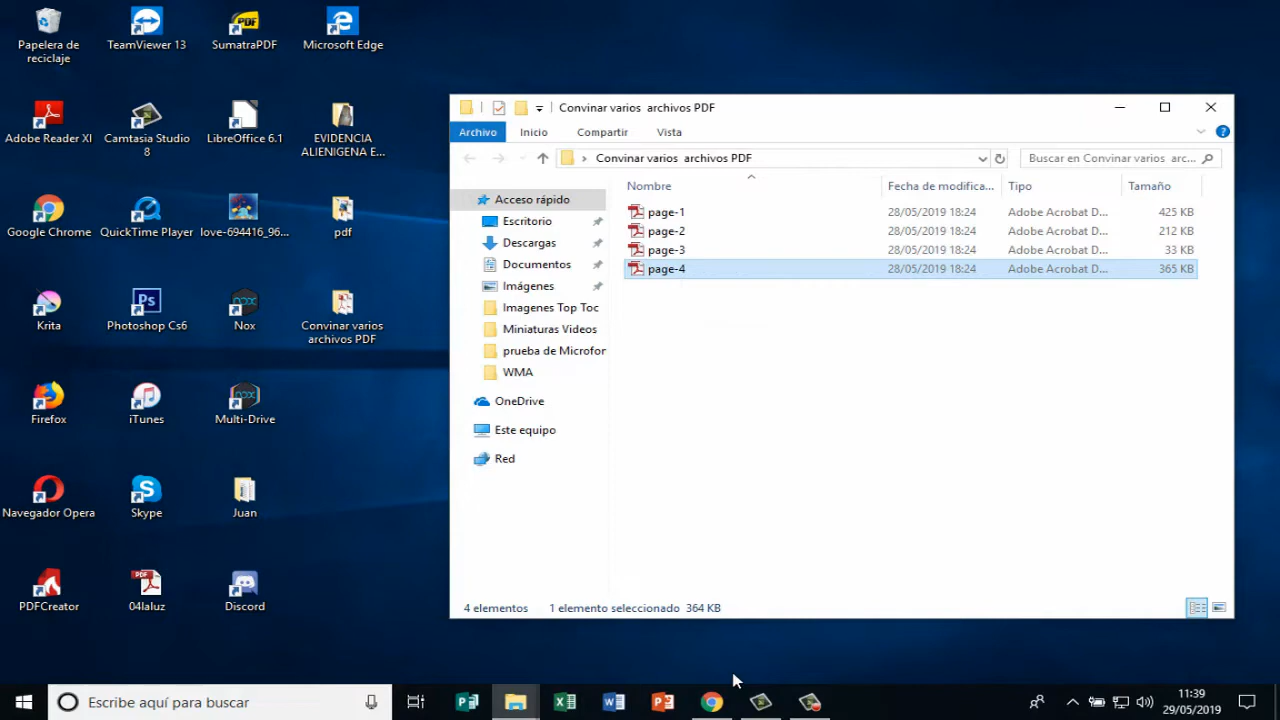 Papelera de
reciclaje
TeamViewer 13
SumatraPDF
Microsoft Edge
Adobe Reader XI
Camtasia Studio
8
LibreOffice 6.1
EVIDENCIA
ALIENIGENA E...
Google Chrome
QuickTime Player
love-694416_96...
pdf
Krita
Photoshop Cs6
Nox
Convinar varios
archivos PDF
Firefox
iTunes
Multi-Drive
Navegador Opera
Skype
Juan
PDFCreator
04laluz
Discord
Convinar varios archivos PDF
Archivo Inicio Compartir Vista
Convinar varios archivos PDF
Buscar en Convinar varios arc...
Nombre Fecha de modifica... Tipo Tamaño
page-1 28/05/2019 18:24 Adobe Acrobat D... 425 KB
page-2 28/05/2019 18:24 Adobe Acrobat D... 212 KB
page-3 28/05/2019 18:24 Adobe Acrobat D... 33 KB
page-4 28/05/2019 18:24 Adobe Acrobat D... 365 KB
Acceso rápido
Escritorio
Descargas
Documentos
Imágenes
Imagenes Top Toc
Miniaturas Videos
prueba de Microfor
WMA
OneDrive
Este equipo
Red
4 elementos 1 elemento seleccionado 364 KB
Escribe aquí para buscar
11:39
29/05/2019